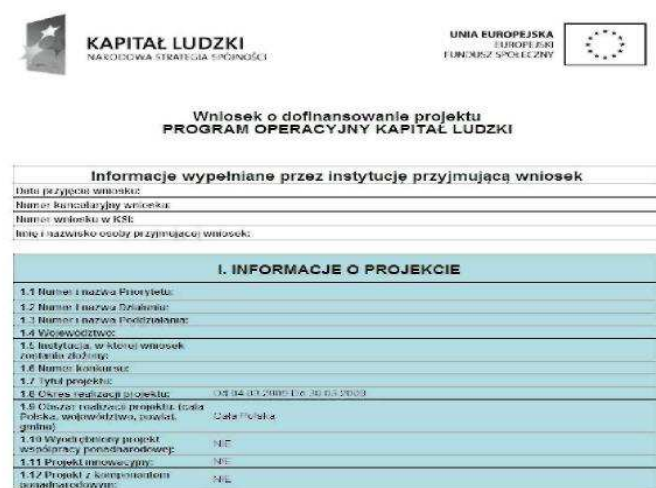 KAPITAŁ LUDZKI
NARODOWA STRATEGIA SPÓJNOŚCI
UNIA EUROPEJSKA
EUROPEJSKI
FUNDUSZ SPOŁECZNY
Wniosek o dofinansowanie projektu
PROGRAM OPERACYJNY KAPITAŁ LUDZKI
Informacje wypełniane przez instytucję przyjmującą wniosek
Data przyjęcia wniosku:
Numer kancelaryjny wniosku:
Numer wniosku w KSI:
Imię i nazwisko osoby przyjmującej wniosek:
I. INFORMACJE O PROJEKCIE
1.1 Numer i nazwa Priorytetu:
1.2 Numer i nazwa Działania:
1.3 Numer i nazwa Poddziałania:
1.4 Województwo:
1.5 Instytucja, w której wniosek
zostanie złożony:
1.6 Numer konkursu:
1.7 Tytuł projektu:
1.8 Okres realizacji projektu: Od Do
1.9 Obszar realizacji projektu (cała
Polska, województwo, powiat,
gmina) Cała Polska
1.10 Wyodrębniony projekt
współpracy ponadnarodowej: NIE
1.11 Projekt innowacyjny: NIE
1.12 Projekt z komponentem
ponadnarodowym: NIE